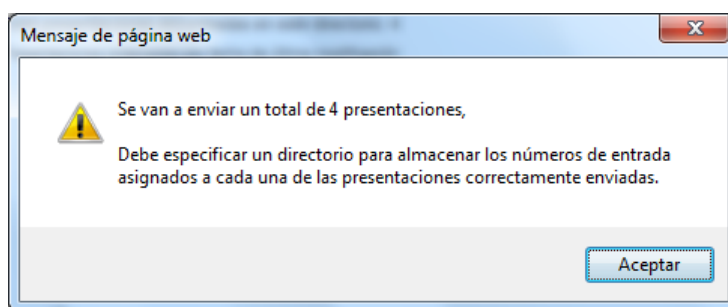 Mensaje de página web
Se van a enviar un total de 4 presentaciones,
Debe especificar un directorio para almacenar los números de entrada
asignados a cada una de las presentaciones correctamente enviadas.
Aceptar